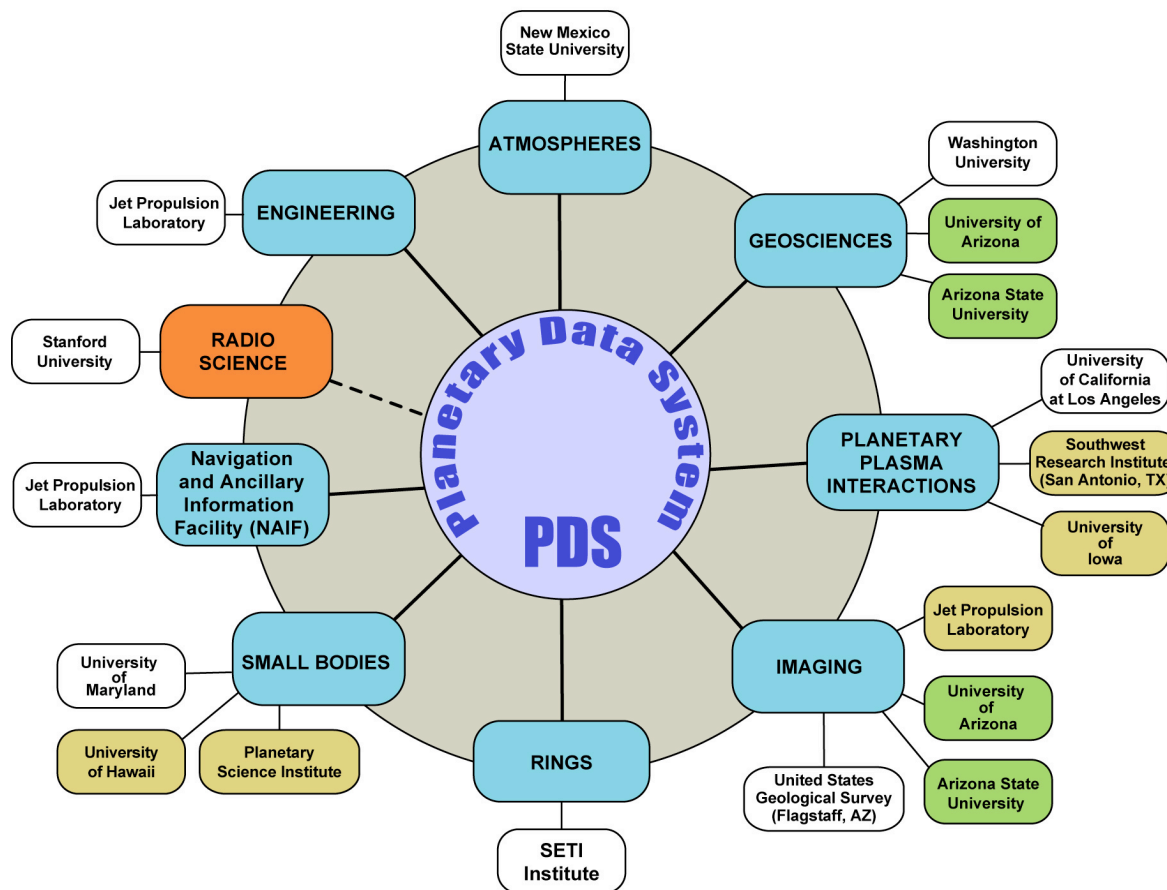 New Mexico
State University
ATMOSPHERES
Washington
University
GEOSCIENCES
University of
Arizona
Arizona State
University
University
of California
at Los Angeles
PLANETARY
PLASMA
INTERACTIONS
Southwest
Research Institute
(San Antonio, TX)
University
of
Iowa
Jet Propulsion
Laboratory
IMAGING
University
of
Arizona
Arizona State
University
United States
Geological Survey
(Flagstaff, AZ)
RINGS
SETI
Institute
SMALL BODIES
University
of
Maryland
University
of Hawaii
Planetary
Science Institute
Navigation
and Ancillary
Information
Facility (NAIF)
Jet Propulsion
Laboratory
RADIO
SCIENCE
Stanford
University
ENGINEERING
Jet Propulsion
Laboratory
Planetary Data System
PDS